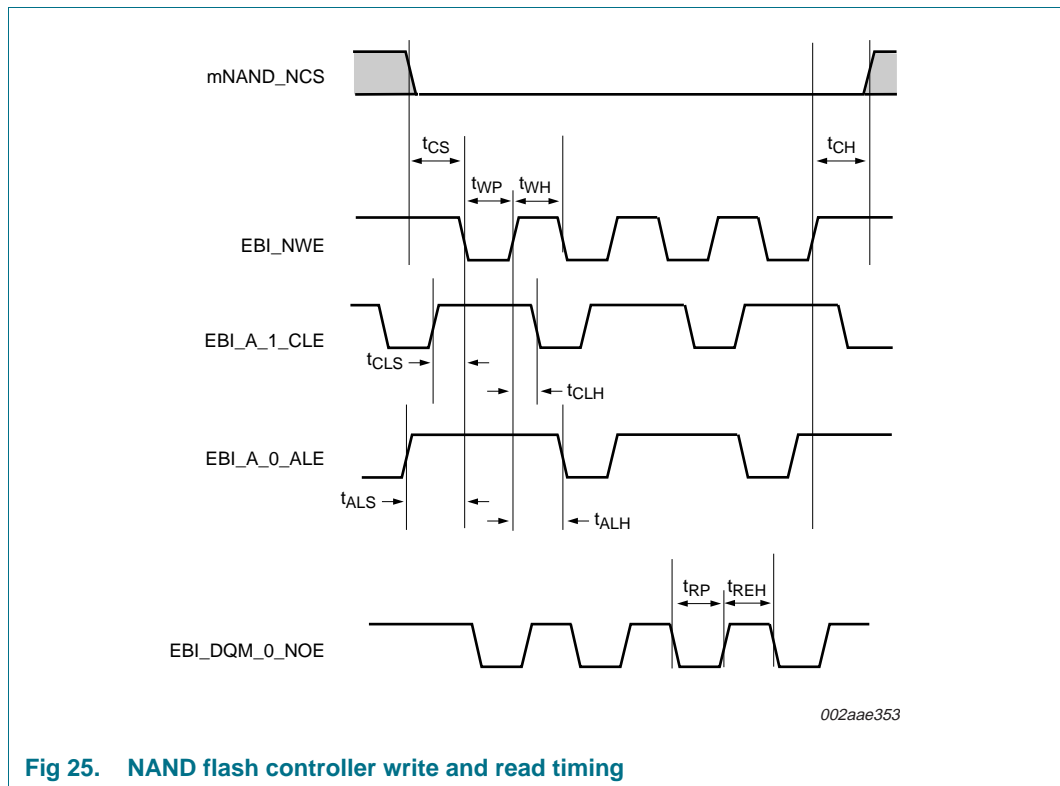 mNAND_NCS
tCS
tCH
tWP
tWH
EBI_NWE
EBI_A_1_CLE
tCLS
tCLH
EBI_A_0_ALE
tALS
tALH
tRP
tREH
EBI_DQM_0_NOE
002aae353
Fig 25. NAND flash controller write and read timing